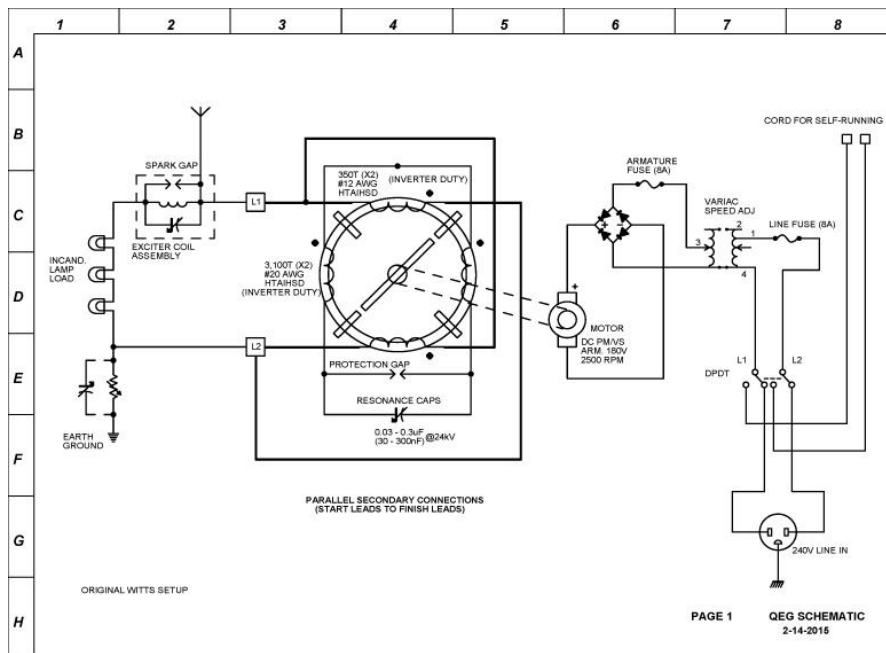 1 2 3 4 5 6 7 8
A
B
C
D
E
F
G
H
CORD FOR SELF-RUNNING
SPARK GAP
350T (X2)
#12 AWG
HTAIHSD
(INVERTER DUTY)
ARMATURE
FUSE (8A)
VARIAC
SPEED ADJ
2
1
3
4
LINE FUSE (8A)
L1
EXCITER COIL
ASSEMBLY
INCAND.
LAMP
LOAD
3,100T (X2)
#20 AWG
HTAIHSD
(INVERTER DUTY)
+
MOTOR
DC PM/VS
ARM. 180V
2500 RPM
L2
PROTECTION GAP
L1
L2
DPDT
RESONANCE CAPS
0.03 - 0.3uF
(30 - 300nF)
@24kV
EARTH
GROUND
PARALLEL SECONDARY CONNECTIONS
(START LEADS TO FINISH LEADS)
240V LINE IN
ORIGINAL WITTS SETUP
PAGE 1
QEG SCHEMATIC
2-14-2015